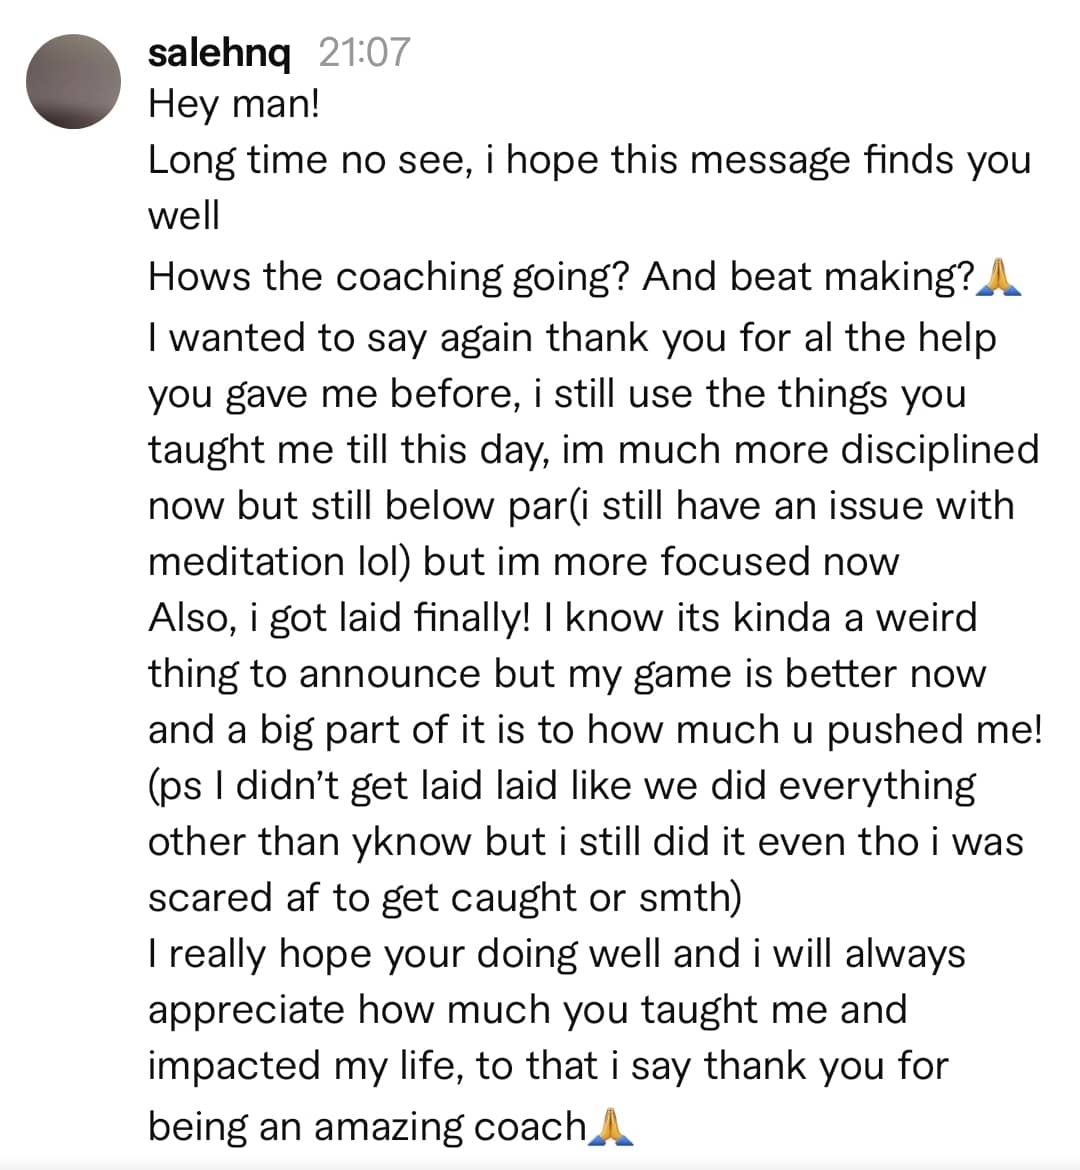 salehnq 21:07
Hey man!
Long time no see, i hope this message finds you
well
Hows the coaching going? And beat making?🙏
I wanted to say again thank you for al the help
you gave me before, i still use the things you
taught me till this day, im much more disciplined
now but still below par(i still have an issue with
meditation lol) but im more focused now
Also, i got laid finally! I know its kinda a weird
thing to announce but my game is better now
and a big part of it is to how much u pushed me!
(ps I didn't get laid laid like we did everything
other than yknow but i still did it even tho i was
scared af to get caught or smth)
I really hope your doing well and i will always
appreciate how much you taught me and
impacted my life, to that i say thank you for
being an amazing coach🙏